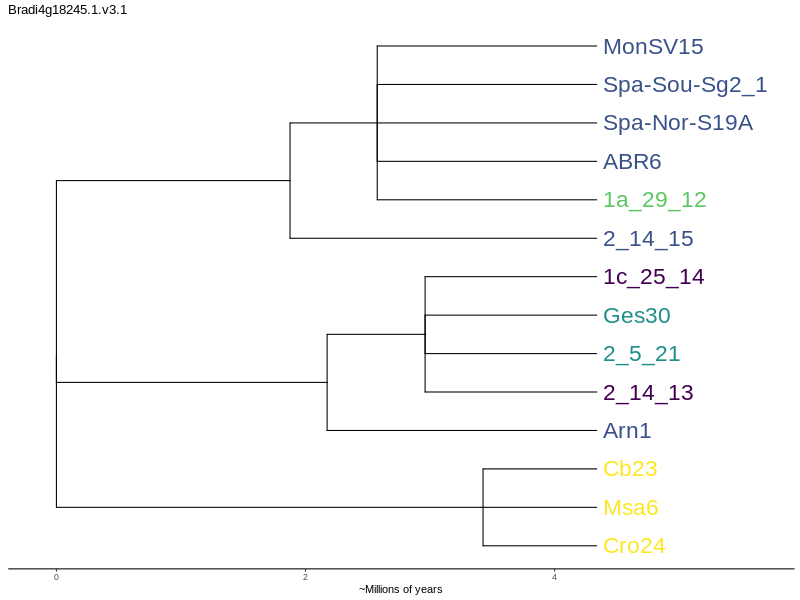 Bradi4g18245.1.v3.1
MonSV15
Spa-Sou-Sg2_1
Spa-Nor-S19A
ABR6
1a_29_12
2_14_15
1c_25_14
Ges30
2_5_21
2_14_13
Arn1
Cb23
Msa6
Cro24
0 2 4
~Millions of years